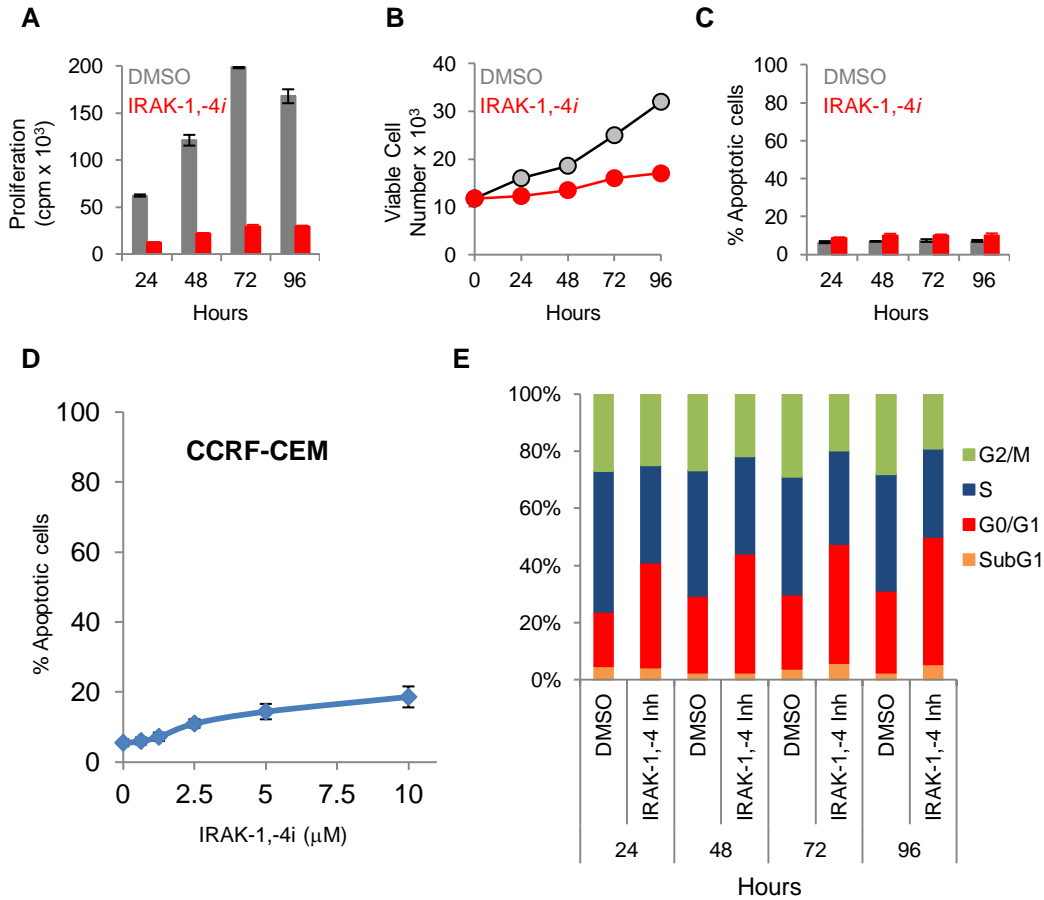 A
Proliferation
(cpm x 10³)
200
150
100
50
0
DMSO
IRAK-1,-4i
24 48 72 96
Hours
B
Viable Cell
Number x 10³
40
30
20
10
0
DMSO
IRAK-1,-4i
0 24 48 72 96
Hours
C
% Apoptotic cells
100
80
60
40
20
0
DMSO
IRAK-1,-4i
24 48 72 96
Hours
D
% Apoptotic cells
100
80
60
40
20
0
CCRF-CEM
0 2.5 5 7.5 10
IRAK-1,-4i (μM)
E
100%
80%
60%
40%
20%
0%
G2/M
S
G0/G1
SubG1
DMSO
IRAK-1,-4 Inh
DMSO
IRAK-1,-4 Inh
DMSO
IRAK-1,-4 Inh
DMSO
IRAK-1,-4 Inh
24 48 72 96
Hours